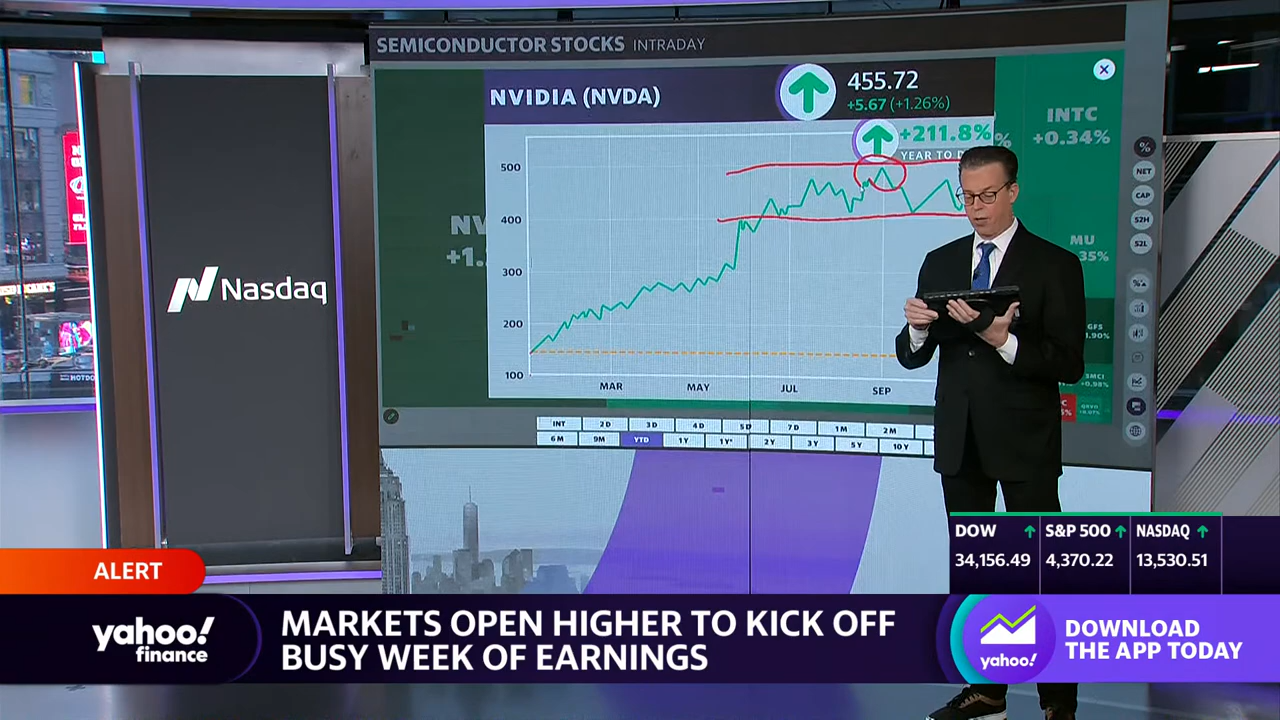 SEMICONDUCTOR STOCKS INTRADAY
NVIDIA (NVDA)
455.72
+5.67 (+1.26%)
+211.8%
%
INTC
+0.34%
500
400
300
200
100
MAR MAY JUL SEP
MU
INT 2D 3D 4D 5D 7D 1M 2M
6M 9M YTD 1Y 1Y* 2Y 3Y 5Y 10Y
%
NET
CAP
52H
52L
Nasdaq
DOW S&P 500 NASDAQ
34,156.49 4,370.22 13,530.51
ALERT
yahoo!
finance
MARKETS OPEN HIGHER TO KICK OFF
BUSY WEEK OF EARNINGS
yahoo!
DOWNLOAD
THE APP TODAY